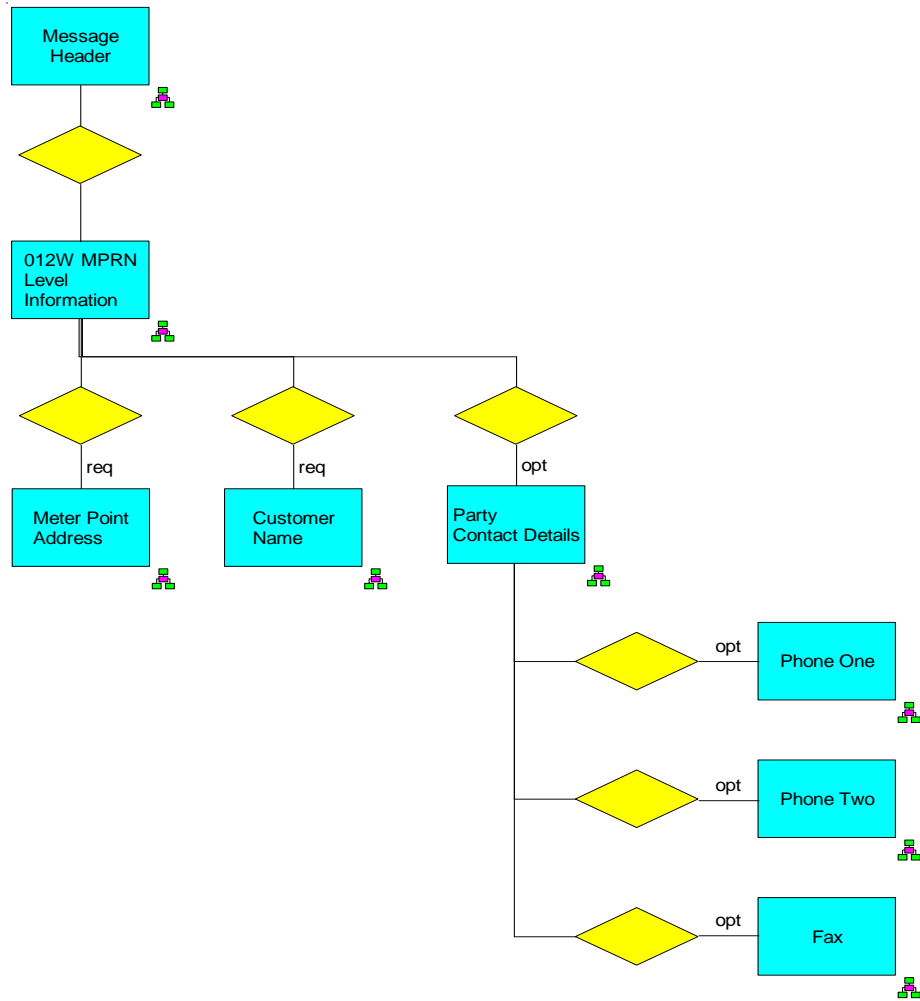 Message
Header
012W MPRN
Level
Information
req
req
opt
Meter Point
Address
Customer
Name
Party
Contact Details
opt
Phone One
opt
Phone Two
opt
Fax